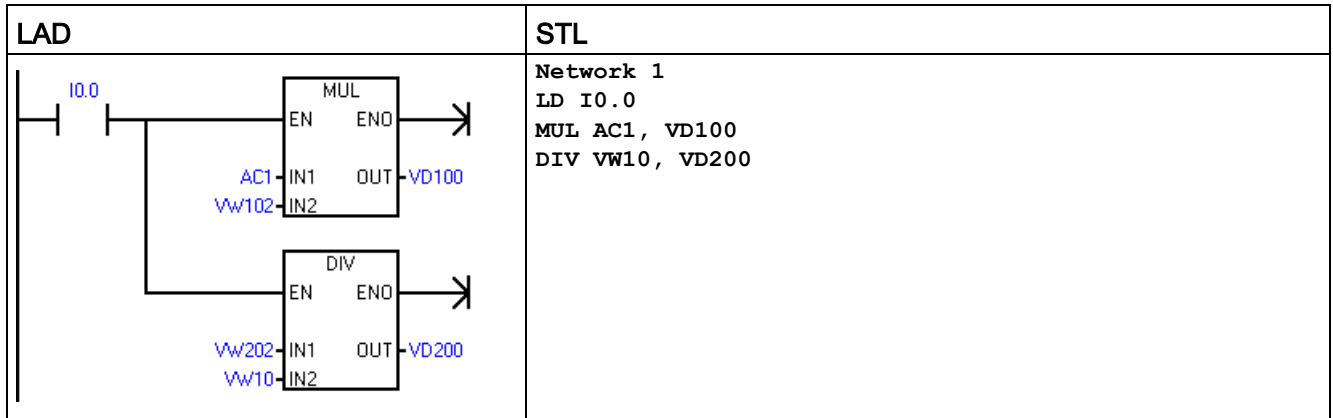 LAD
STL
I0.0
MUL
EN ENO
AC1 IN1 OUT VD100
VW102 IN2
DIV
EN ENO
VW202 IN1 OUT VD200
VW10 IN2
Network 1
LD I0.0
MUL AC1, VD100
DIV VW10, VD200